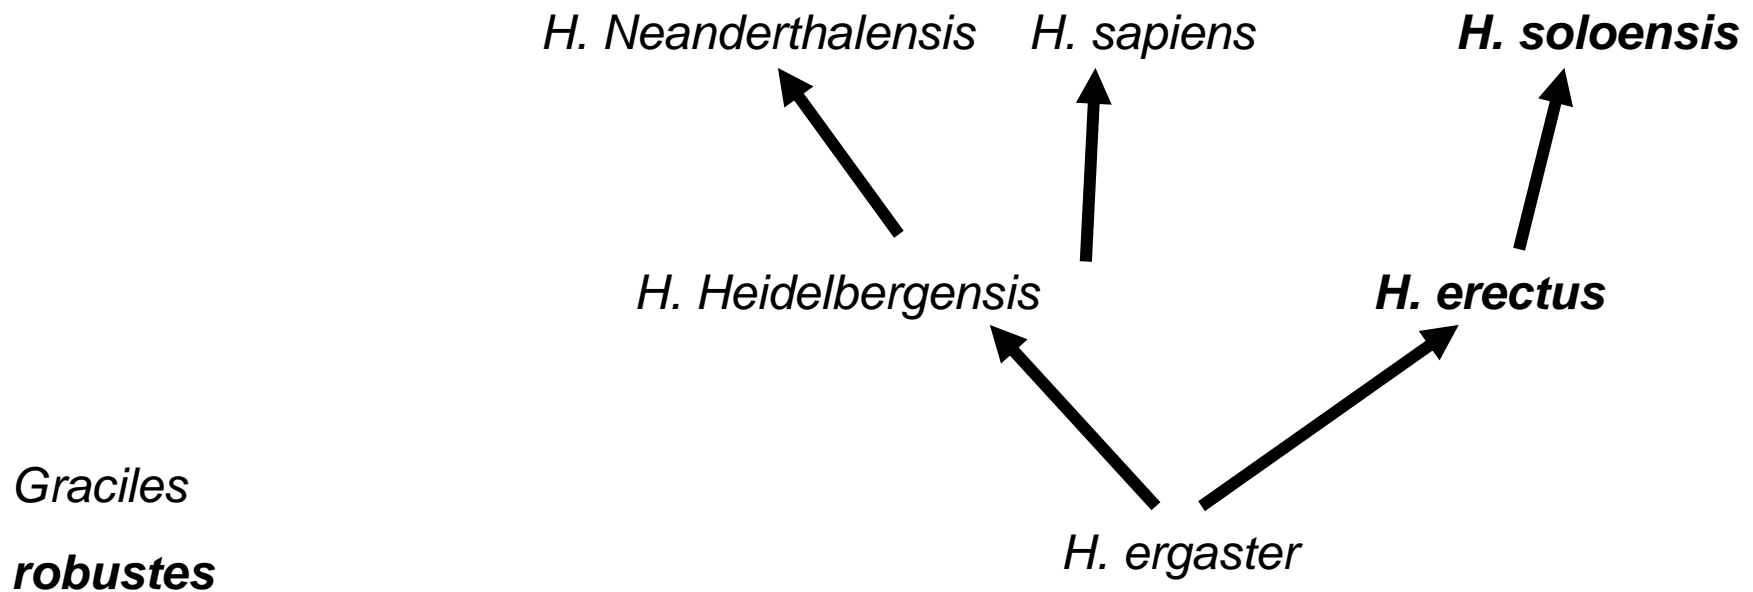 H. Neanderthalensis H. sapiens H. soloensis
H. Heidelbergensis H. erectus
Graciles
H. ergaster
robustes